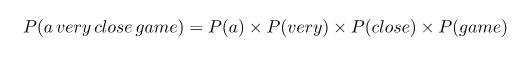 P(a very close game) = P(a) × P(very) × P(close) × P(game)